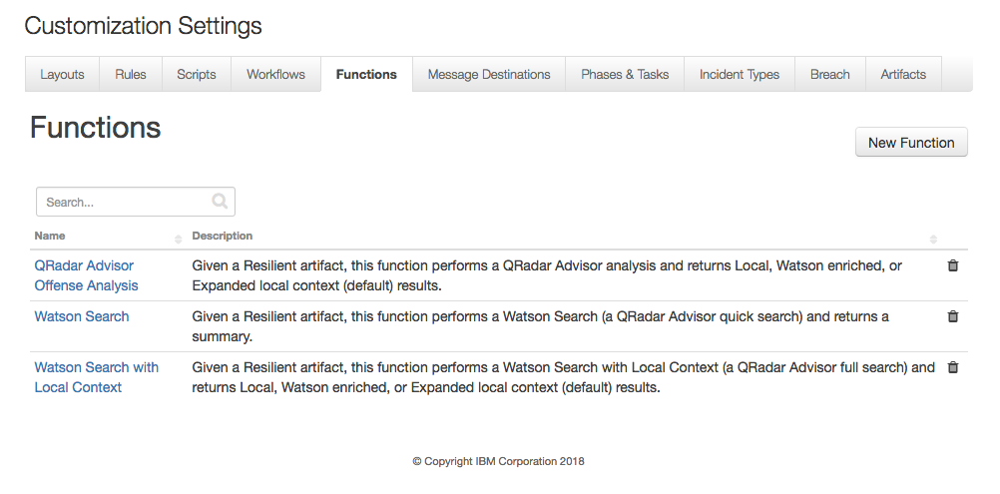 Customization Settings
Layouts Rules Scripts Workflows Functions Message Destinations Phases & Tasks Incident Types Breach Artifacts
Functions
New Function
Search...
Name Description
QRadar Advisor Given a Resilient artifact, this function performs a QRadar Advisor analysis and returns Local, Watson enriched, or
Offense Analysis Expanded local context (default) results.
Watson Search Given a Resilient artifact, this function performs a Watson Search (a QRadar Advisor quick search) and returns a
summary.
Watson Search with Given a Resilient artifact, this function performs a Watson Search with Local Context (a QRadar Advisor full search) and
Local Context returns Local, Watson enriched, or Expanded local context (default) results.
© Copyright IBM Corporation 2018